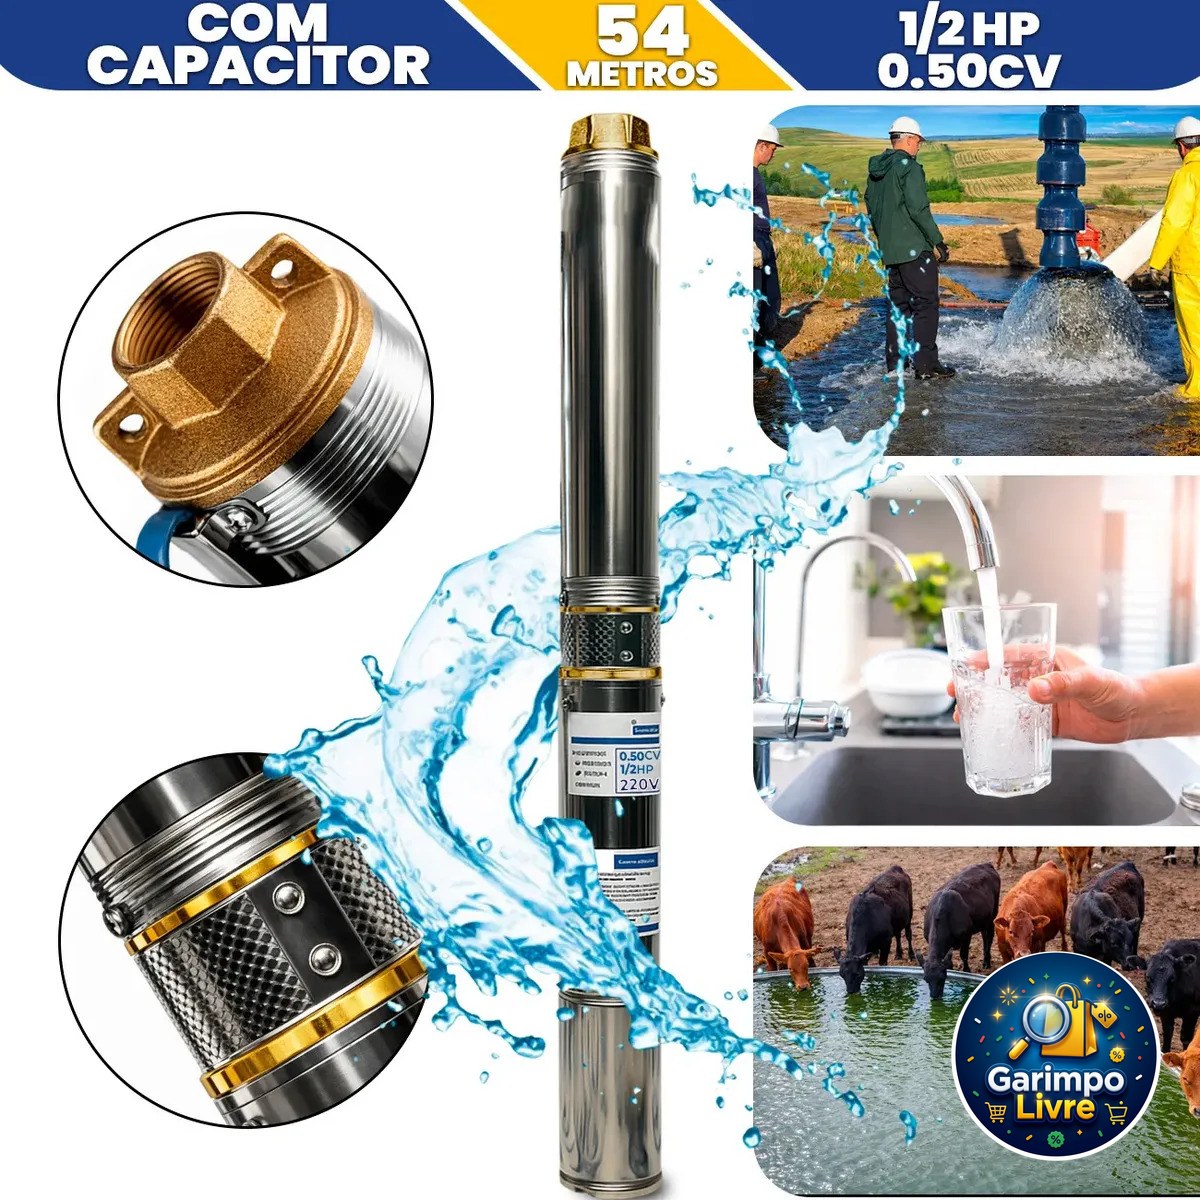 COM
CAPACITOR
54
METROS
1/2 HP
0.50CV
0.50CV
1/2HP
220V
Garimpo
Livre